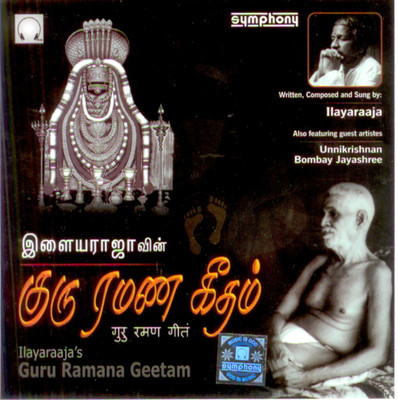 symphony
Written, Composed and Sung by:
Ilayaraaja
Also featuring guest artistes
Unnikrishnan
Bombay Jayashree
இளையராஜாவின்
குரு ரமண கீதம்
गुरु रमण गीतं
Ilayaraaja's
Guru Ramana Geetam
symphony